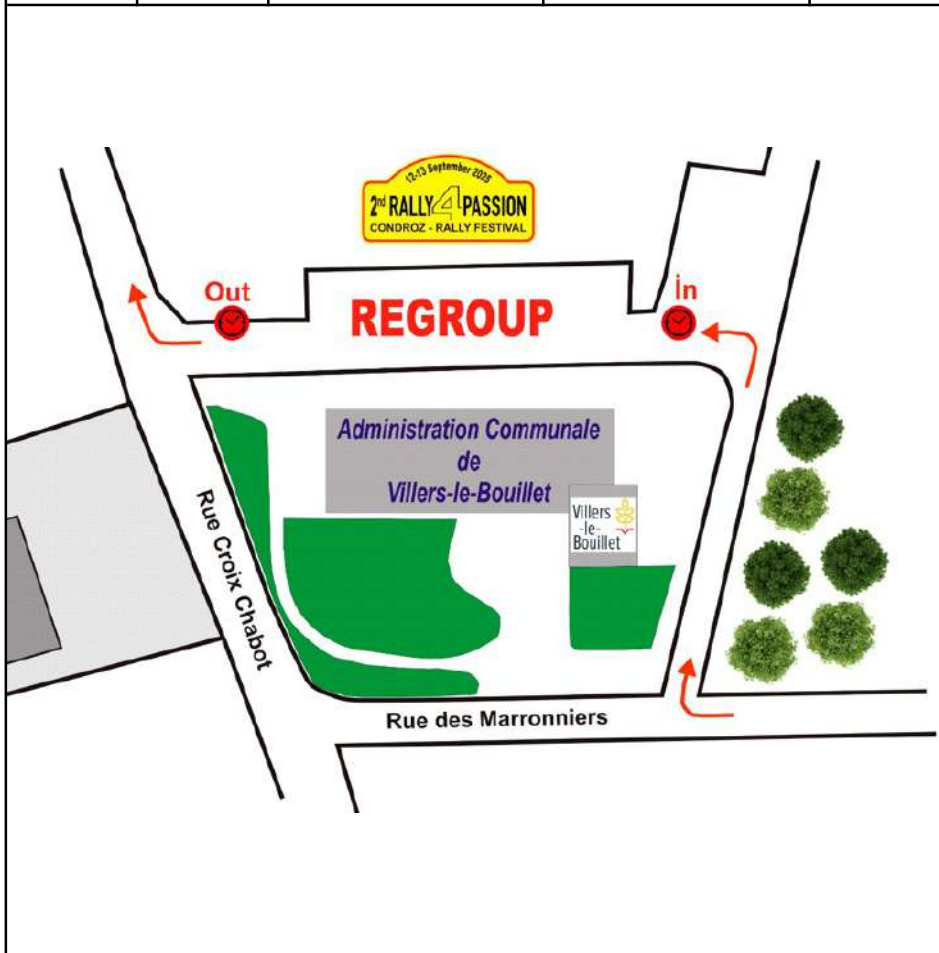 12-13 September 2025
2nd RALLY 4 PASSION
CONDROZ - RALLY FESTIVAL
Out
REGROUP
İn
Administration Communale
de
Villers-le-Bouillet
Villers
-le-
Bouillet
Rue Croix Chabot
Rue des Marronniers